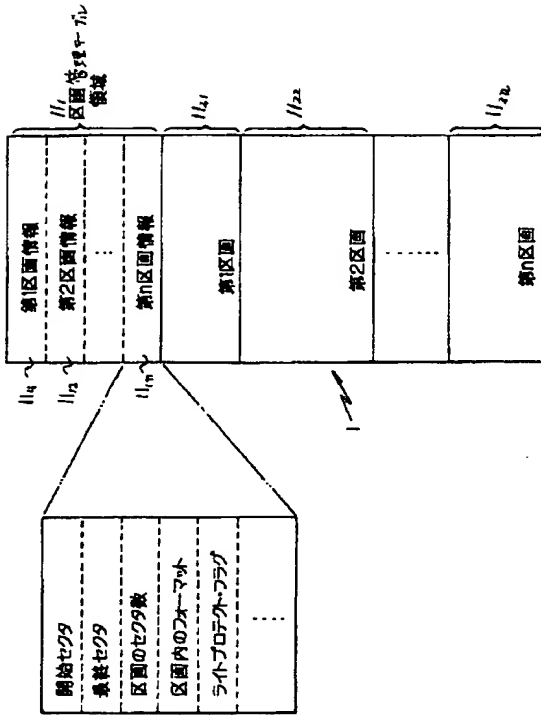 開始セクタ
最終セクタ
区画のセクタ数
区画内のフォーマット
ライトプロテクト・フラグ
……
11₁₁
11₁₂
11₁ₙ
第1区画情報
第2区画情報
……
第n区画情報
第1区画
第2区画
……
第n区画
11₁
区画管理テーブル
領域
11₂₁
11₂₂
11₂ₙ
1